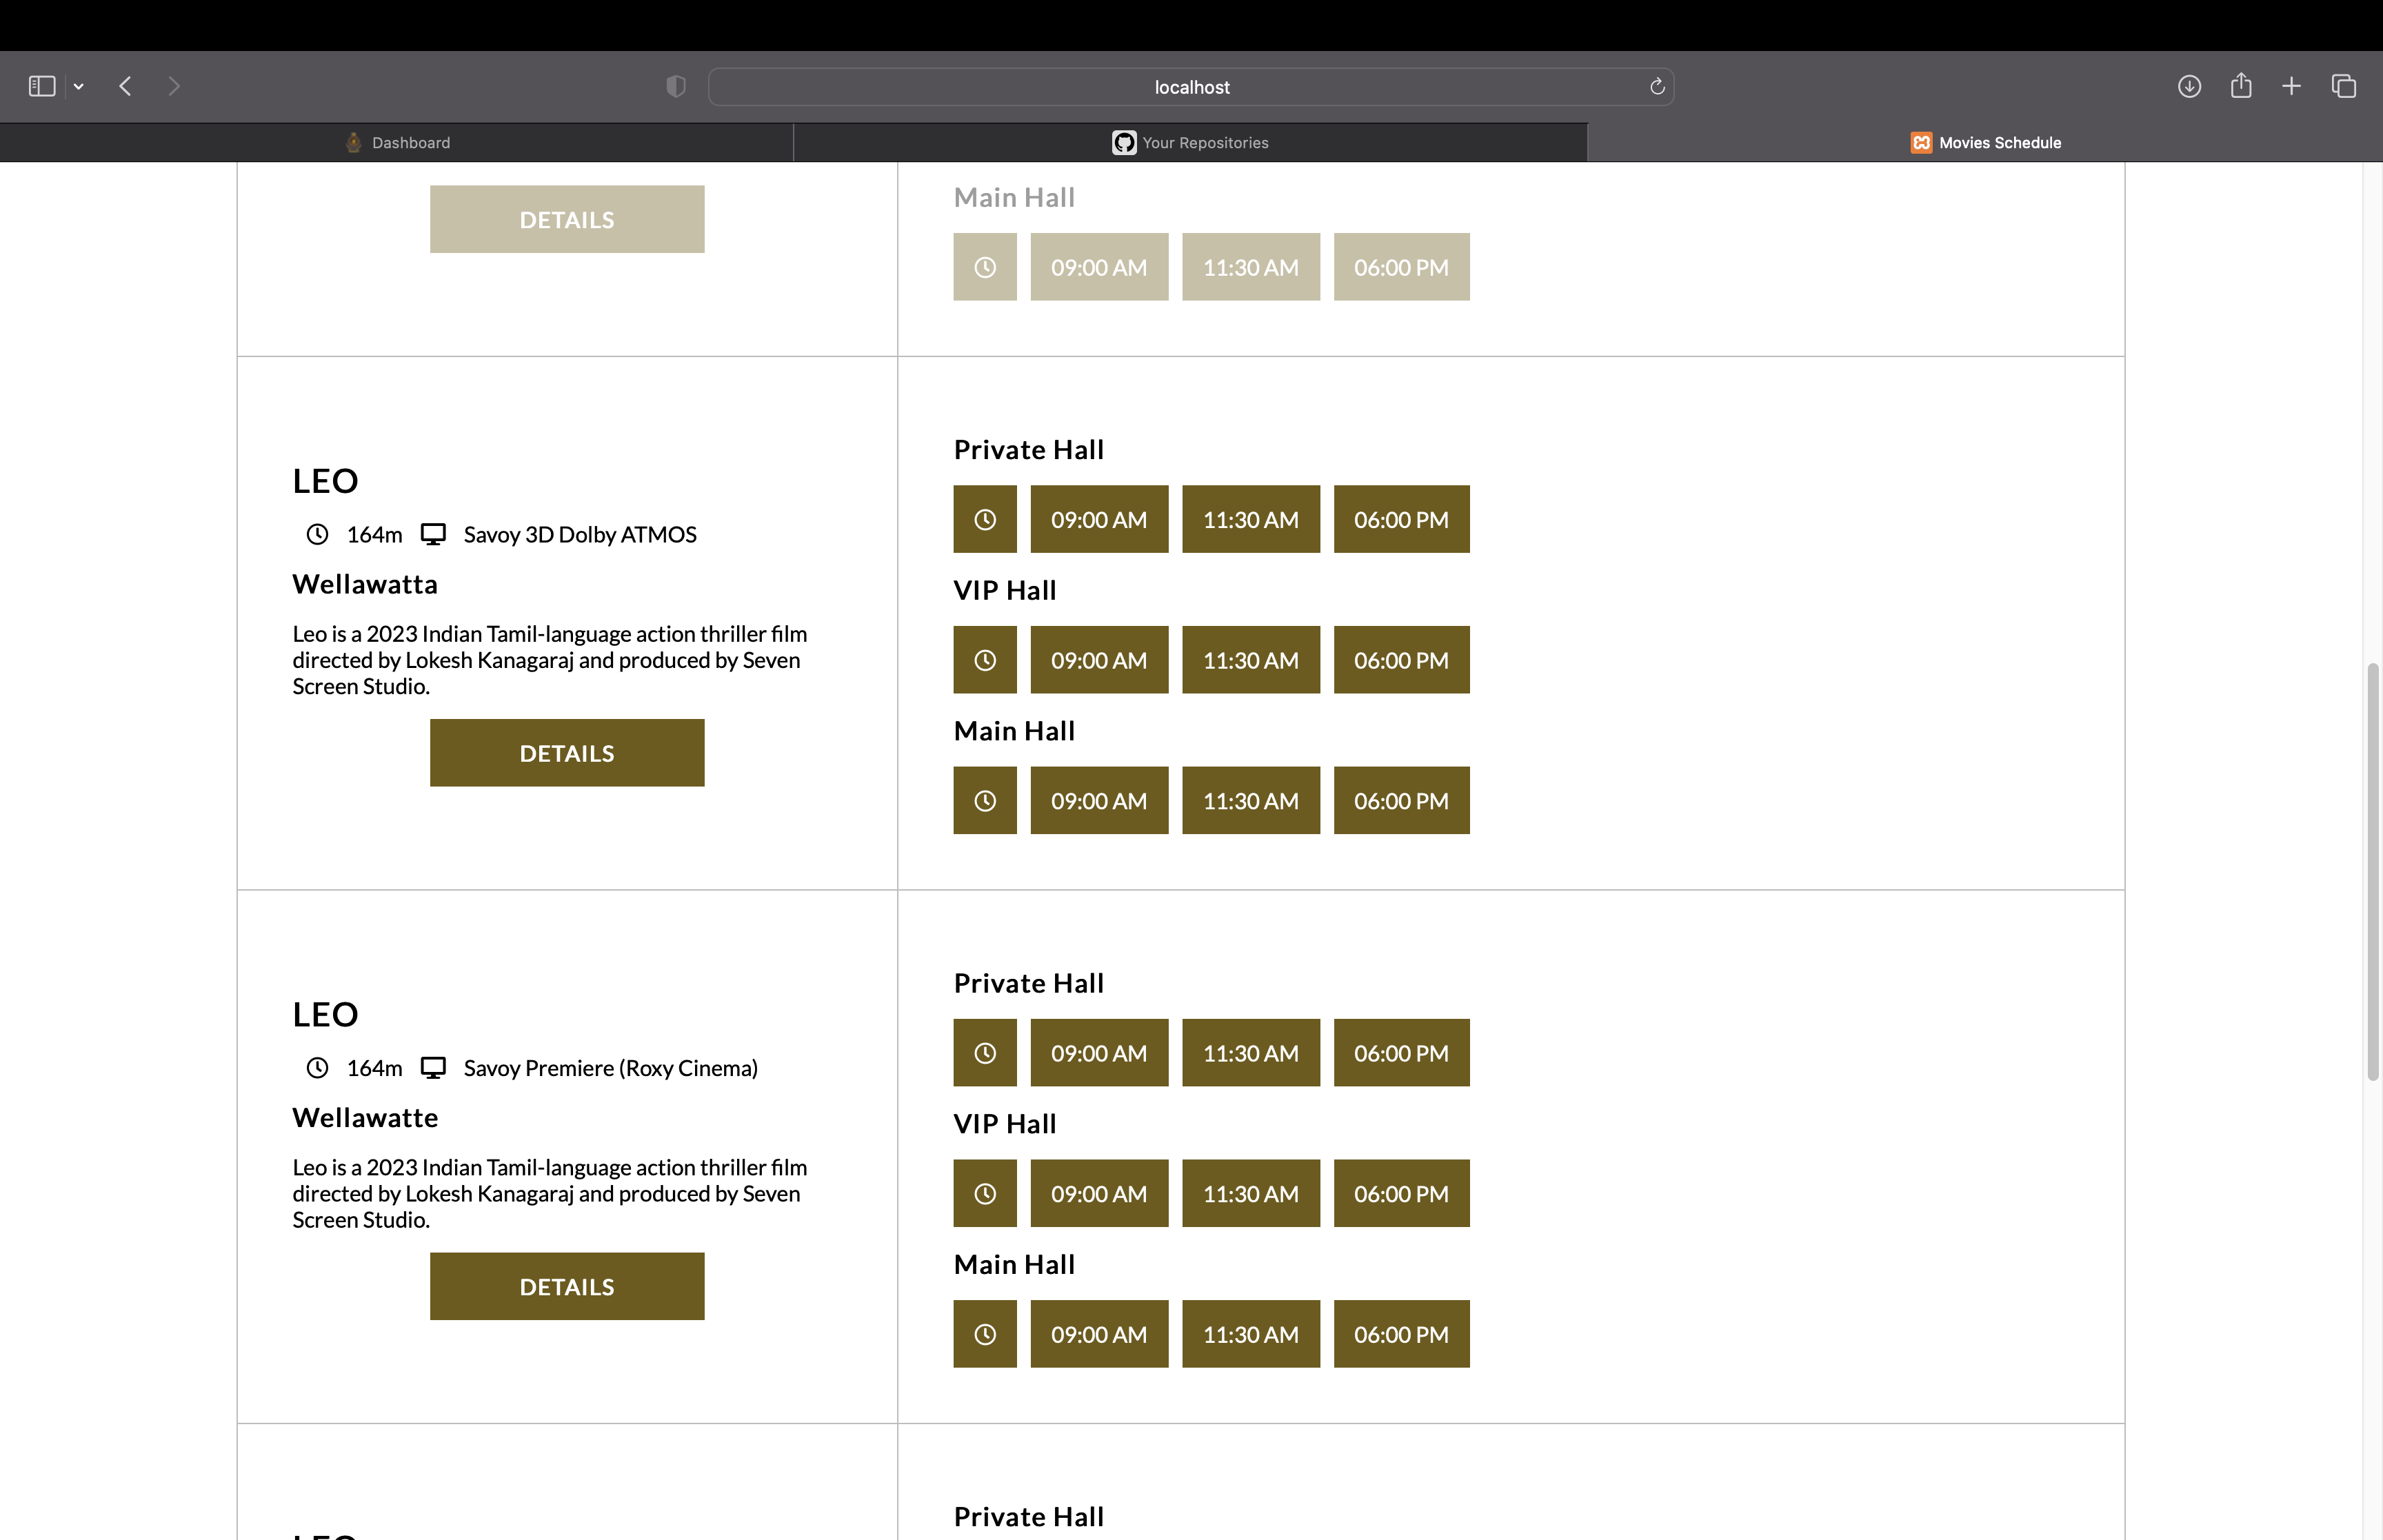 localhost
Dashboard
Your Repositories
Movies Schedule
DETAILS
Main Hall
09:00 AM 11:30 AM 06:00 PM
LEO
164m Savoy 3D Dolby ATMOS
Wellawatta
Leo is a 2023 Indian Tamil-language action thriller film
directed by Lokesh Kanagaraj and produced by Seven
Screen Studio.
DETAILS
Private Hall
09:00 AM 11:30 AM 06:00 PM
VIP Hall
09:00 AM 11:30 AM 06:00 PM
Main Hall
09:00 AM 11:30 AM 06:00 PM
LEO
164m Savoy Premiere (Roxy Cinema)
Wellawatte
Leo is a 2023 Indian Tamil-language action thriller film
directed by Lokesh Kanagaraj and produced by Seven
Screen Studio.
DETAILS
Private Hall
09:00 AM 11:30 AM 06:00 PM
VIP Hall
09:00 AM 11:30 AM 06:00 PM
Main Hall
09:00 AM 11:30 AM 06:00 PM
LEO
Private Hall